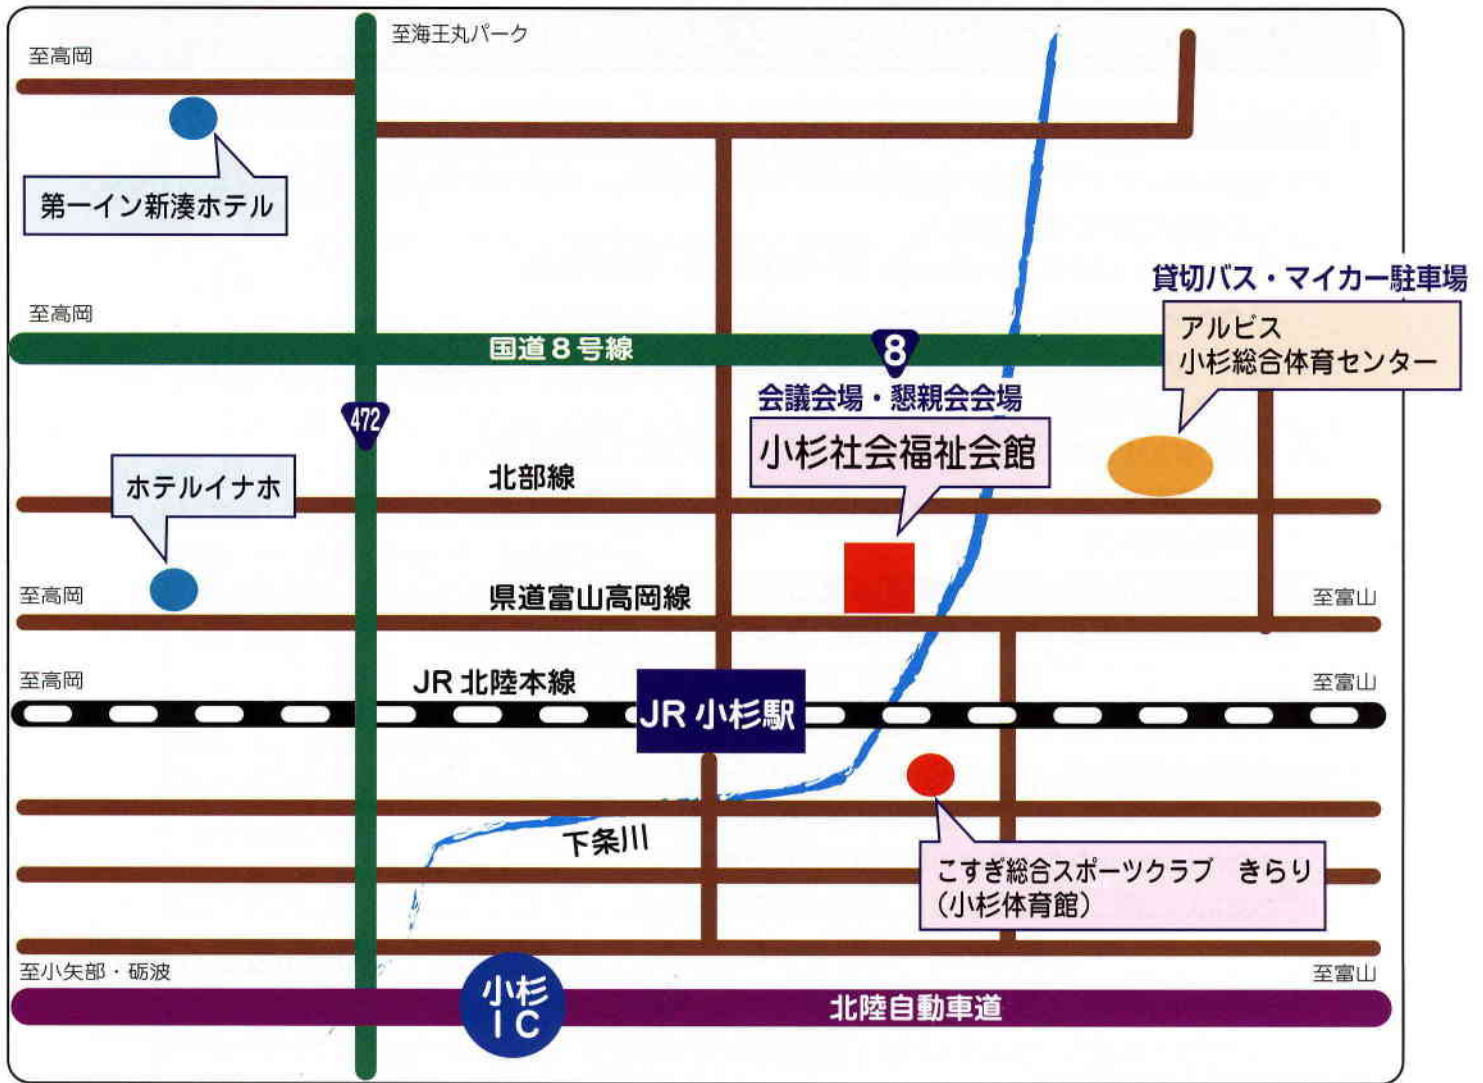 至海王丸パーク
至高岡
第一イン新湊ホテル
貸切バス・マイカー駐車場
アルビス
小杉総合体育センター
至高岡
国道8号線
8
会議会場・懇親会会場
小杉社会福祉会館
472
北部線
ホテルイナホ
至高岡
県道富山高岡線
至富山
至高岡
JR 北陸本線
至富山
JR 小杉駅
下条川
こすぎ総合スポーツクラブ　きらり
(小杉体育館)
至小矢部・砺波
至富山
小杉
IC
北陸自動車道